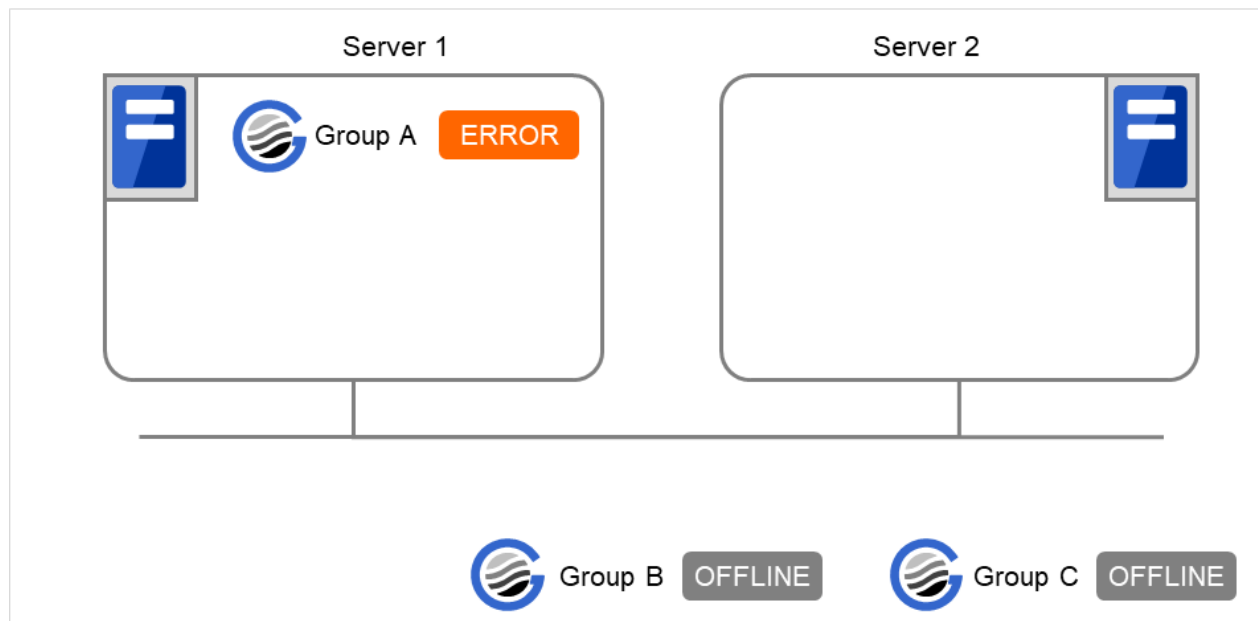 Server 1
Server 2
Group A ERROR
Group B OFFLINE
Group C OFFLINE